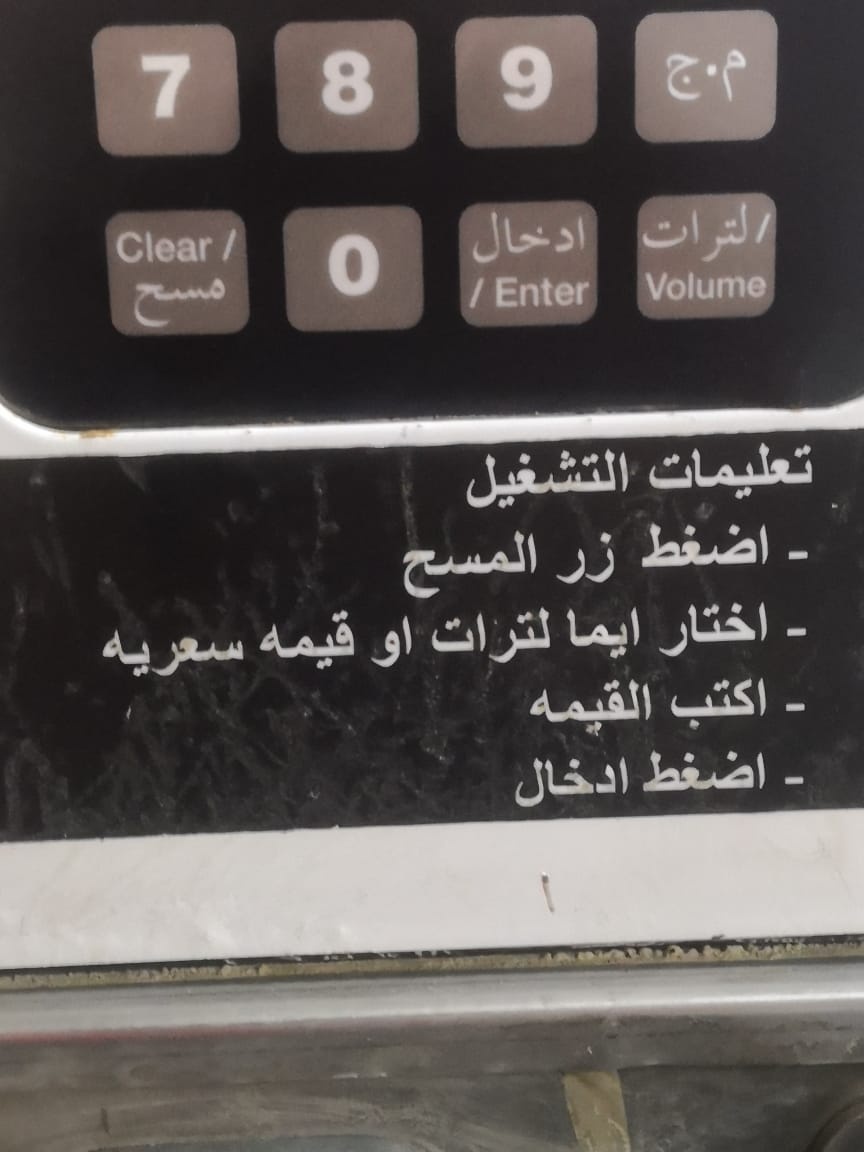 7 8 9 م.ج
Clear / مسح
0
ادخال / Enter
لترات / Volume
تعليمات التشغيل
- اضغط زر المسح
- اختار ايما لترات او قيمه سعريه
- اكتب القيمه
- اضغط ادخال